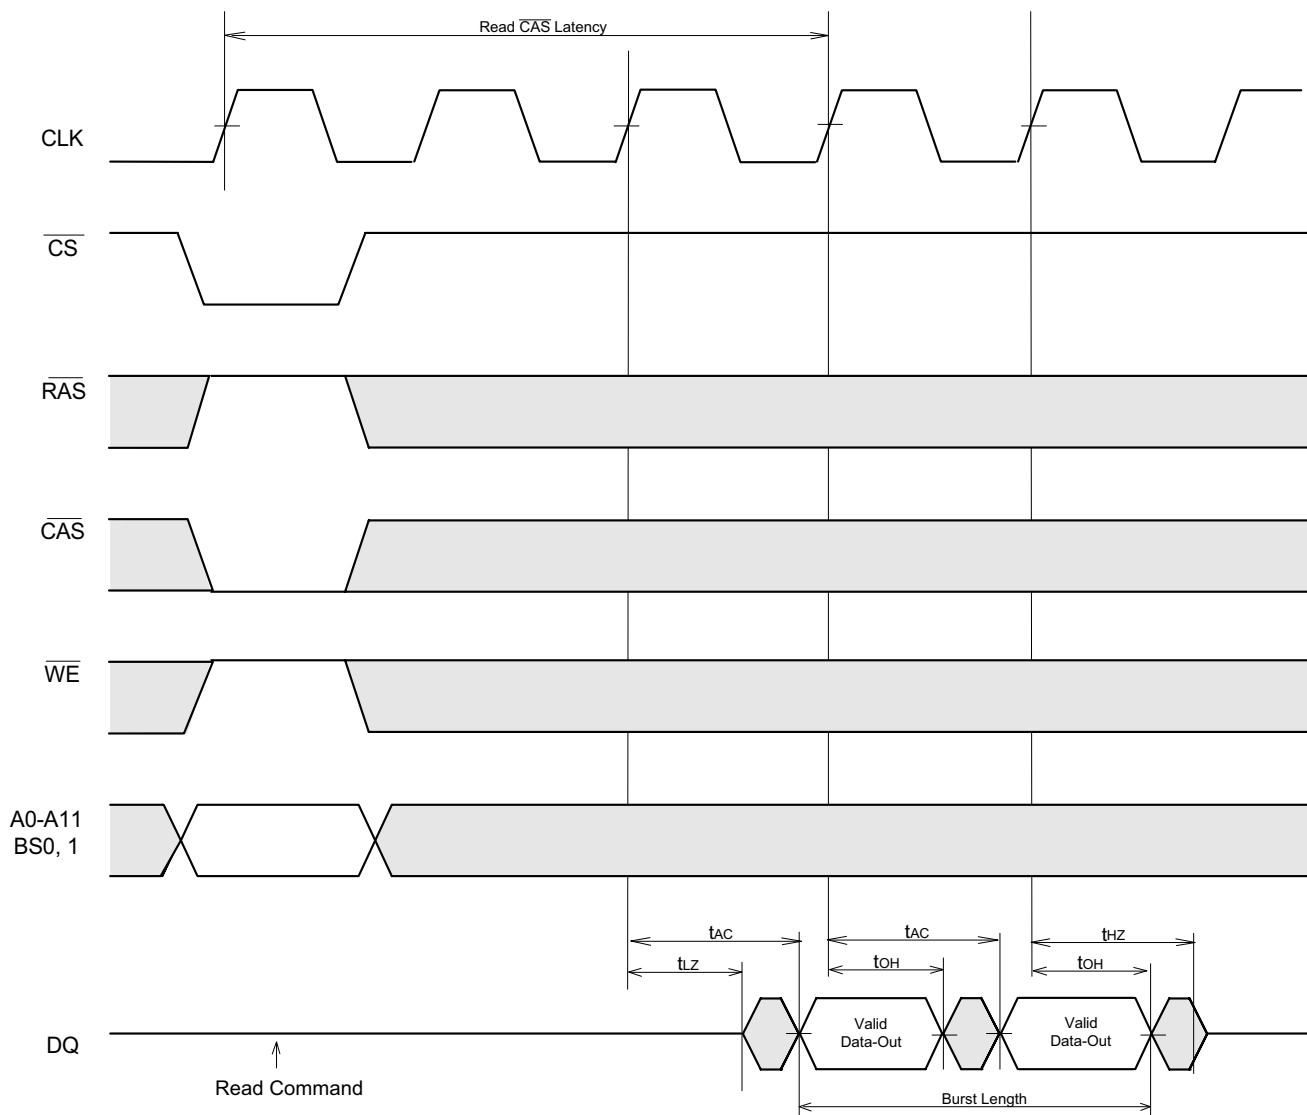 Read CAS Latency
CLK
CS
RAS
CAS
WE
A0-A11
BS0, 1
tAC
tAC
tHZ
tLZ
tOH
tOH
DQ
Valid
Data-Out
Valid
Data-Out
Read Command
Burst Length